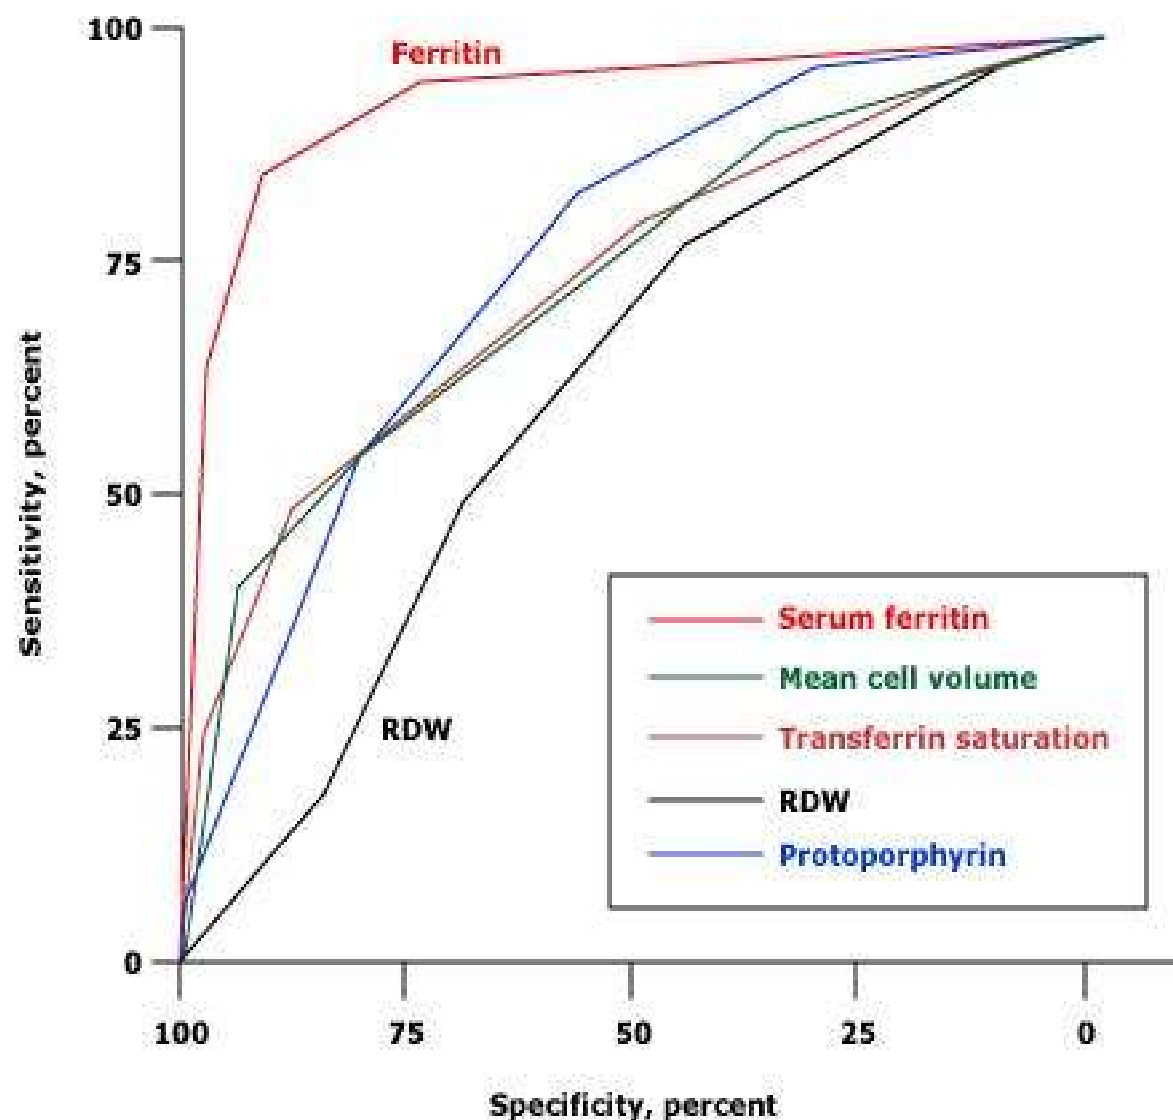 100
Ferritin
75
Sensitivity, percent
50
25
RDW
0
Serum ferritin
Mean cell volume
Transferrin saturation
RDW
Protoporphyrin
100 75 50 25 0
Specificity, percent